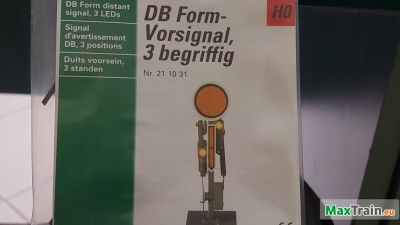 DB Form distant
signal, 3 LEDs
Signal
d'avertissement
DB, 3 positions
Duits voorsein,
3 standen
DB Form-
Vorsignal,
3 begriffig
Nr. 21 10 31
H0
MaxTrain.eu